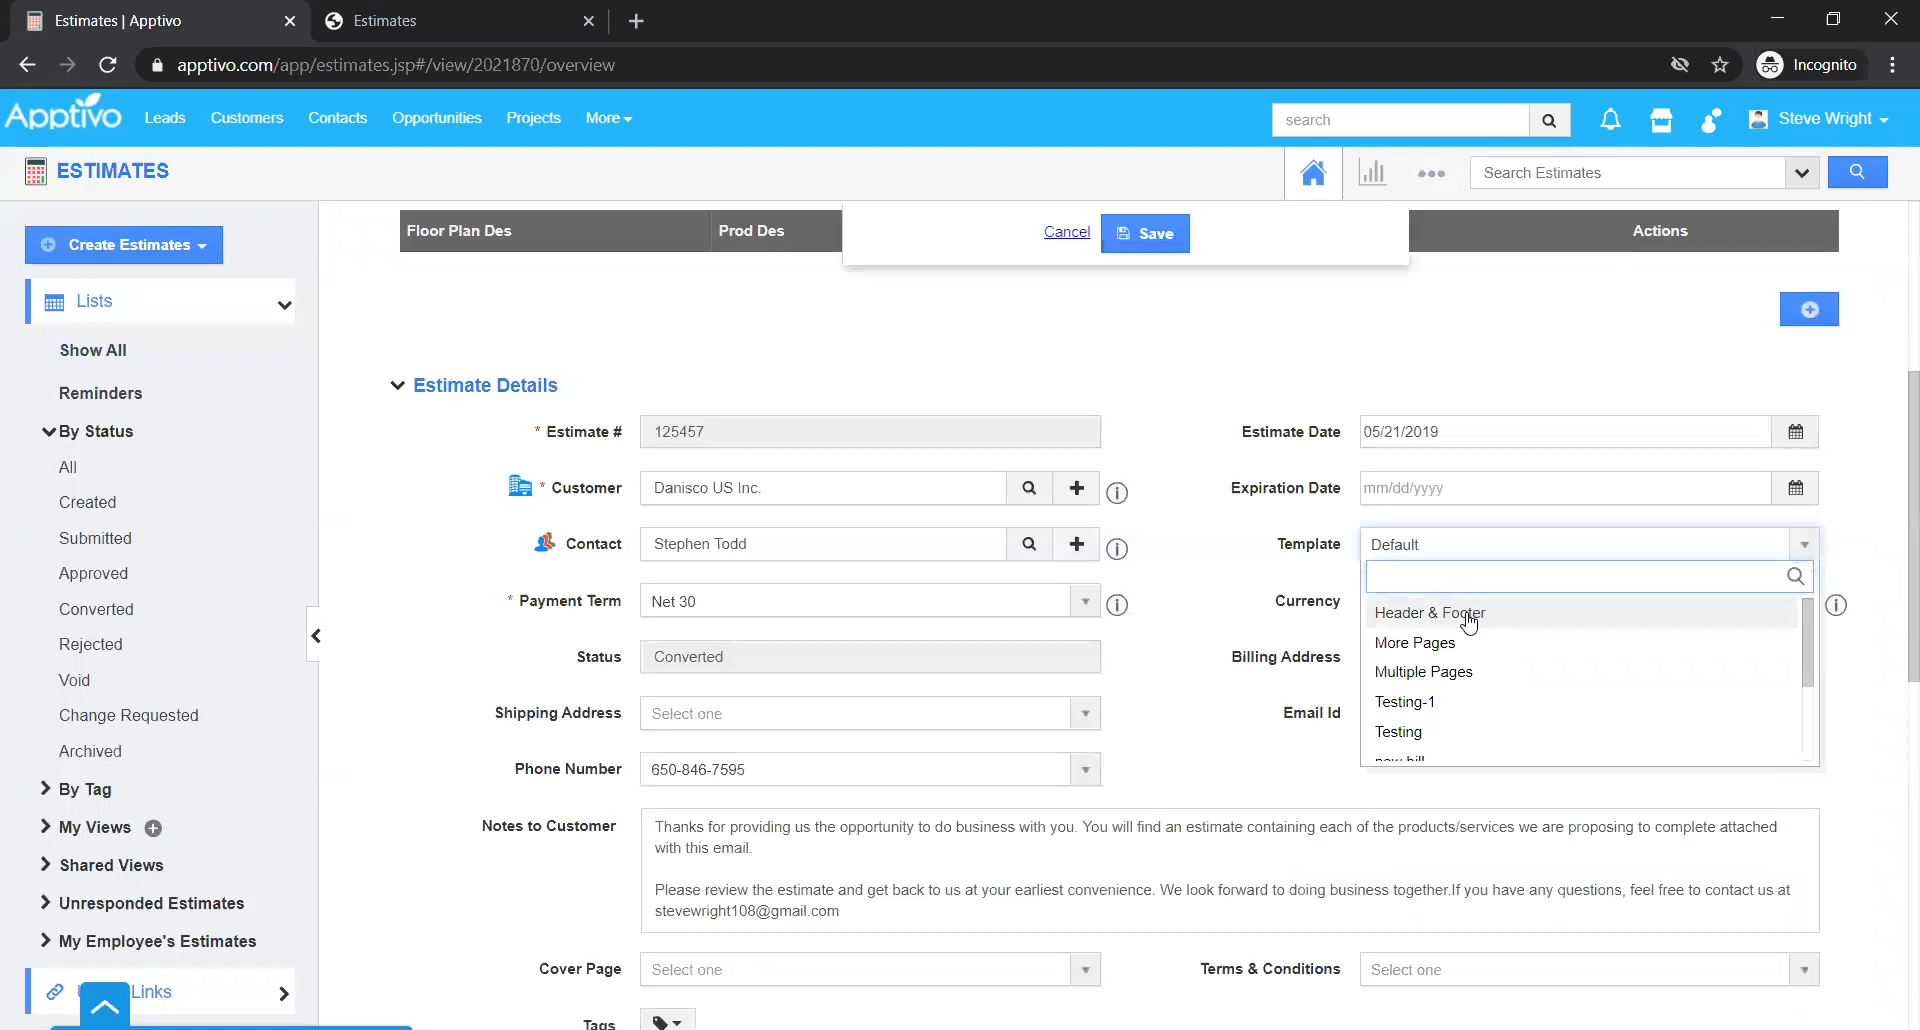 Estimates | Apptivo
Estimates
apptivo.com/app/estimates.jsp#/view/2021870/overview
Incognito
Apptivo
Leads
Customers
Contacts
Opportunities
Projects
More
search
Steve Wright
ESTIMATES
Search Estimates
Create Estimates
Lists
Show All
Reminders
By Status
All
Created
Submitted
Approved
Converted
Rejected
Void
Change Requested
Archived
By Tag
My Views
Shared Views
Unresponded Estimates
My Employee's Estimates
Links
Floor Plan Des
Prod Des
Cancel
Save
Actions
Estimate Details
* Estimate #
125457
Estimate Date
05/21/2019
* Customer
Danisco US Inc.
Expiration Date
mm/dd/yyyy
Contact
Stephen Todd
Template
Default
* Payment Term
Net 30
Currency
Header & Footer
More Pages
Multiple Pages
Testing-1
Testing
Status
Converted
Billing Address
Shipping Address
Select one
Email Id
Phone Number
650-846-7595
Notes to Customer
Thanks for providing us the opportunity to do business with you. You will find an estimate containing each of the products/services we are proposing to complete attached
with this email.
Please review the estimate and get back to us at your earliest convenience. We look forward to doing business together.If you have any questions, feel free to contact us at
stevewright108@gmail.com
Cover Page
Select one
Terms & Conditions
Select one
Tags